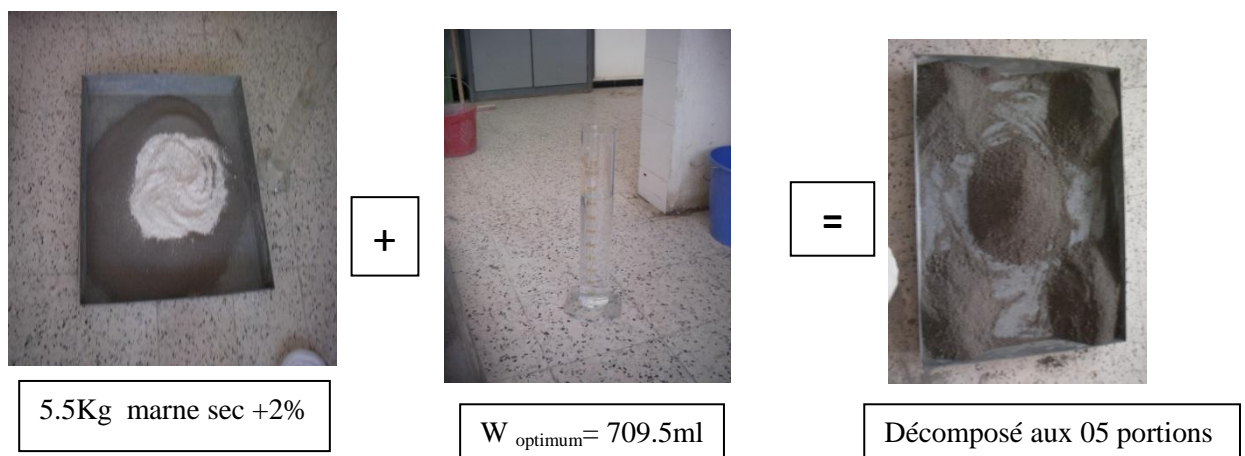 +
=
5.5Kg marne sec +2%
W optimum= 709.5ml
Décomposé aux 05 portions